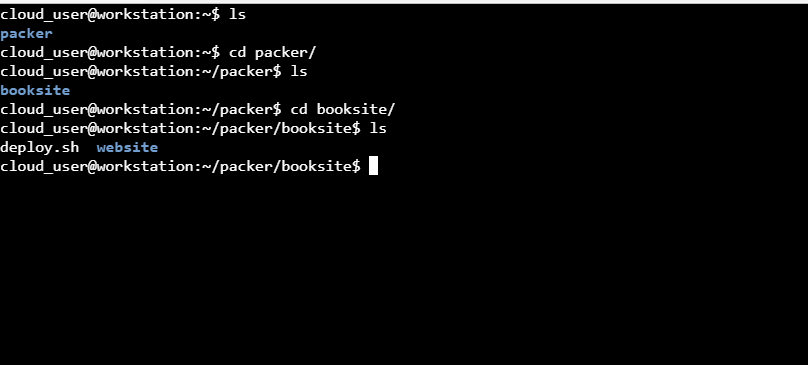 cloud_user@workstation:~$ ls
packer
cloud_user@workstation:~$ cd packer/
cloud_user@workstation:~/packer$ ls
booksite
cloud_user@workstation:~/packer$ cd booksite/
cloud_user@workstation:~/packer/booksite$ ls
deploy.sh  website
cloud_user@workstation:~/packer/booksite$